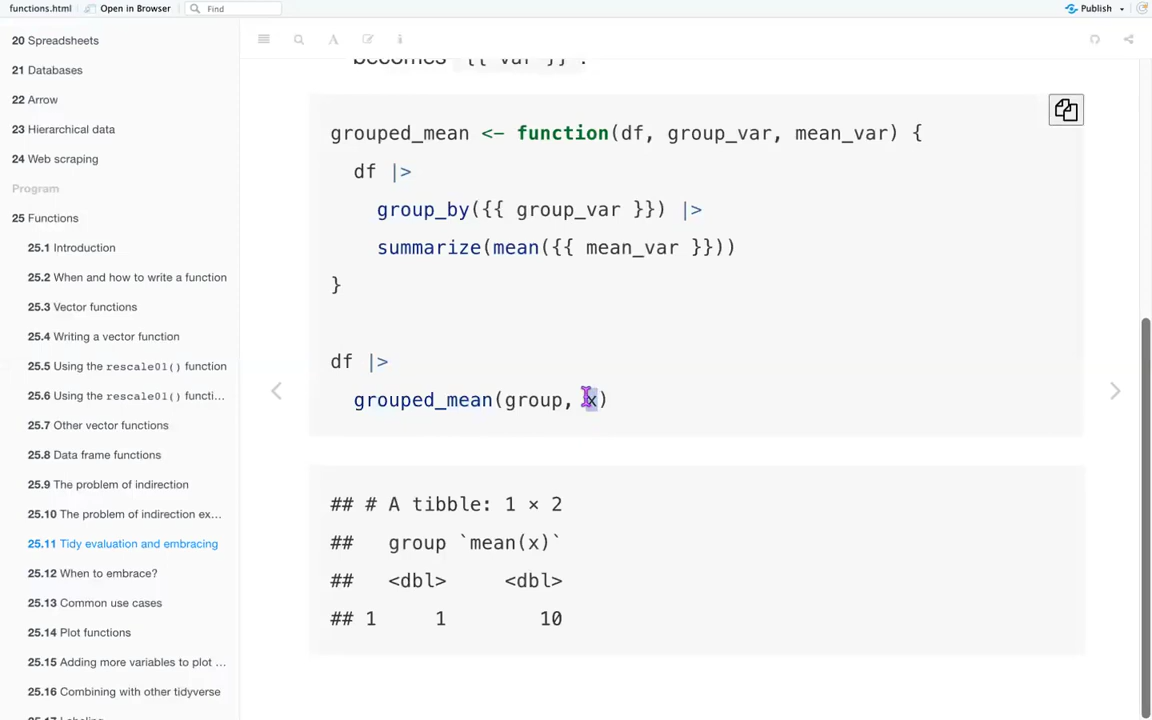 functions.html Open in Browser Find Publish
20 Spreadsheets
21 Databases
22 Arrow
23 Hierarchical data
24 Web scraping
Program
25 Functions
25.1 Introduction
25.2 When and how to write a function
25.3 Vector functions
25.4 Writing a vector function
25.5 Using the rescale01() function
25.6 Using the rescale01() functi…
25.7 Other vector functions
25.8 Data frame functions
25.9 The problem of indirection
25.10 The problem of indirection ex…
25.11 Tidy evaluation and embracing
25.12 When to embrace?
25.13 Common use cases
25.14 Plot functions
25.15 Adding more variables to plot …
25.16 Combining with other tidyverse
25.17 Labeling
becomes {{ var }} .
grouped_mean <- function(df, group_var, mean_var) {
df |>
group_by({{ group_var }}) |>
summarize(mean({{ mean_var }}))
}
df |>
grouped_mean(group, x)
## # A tibble: 1 × 2
## group `mean(x)`
## <dbl> <dbl>
## 1 1 10